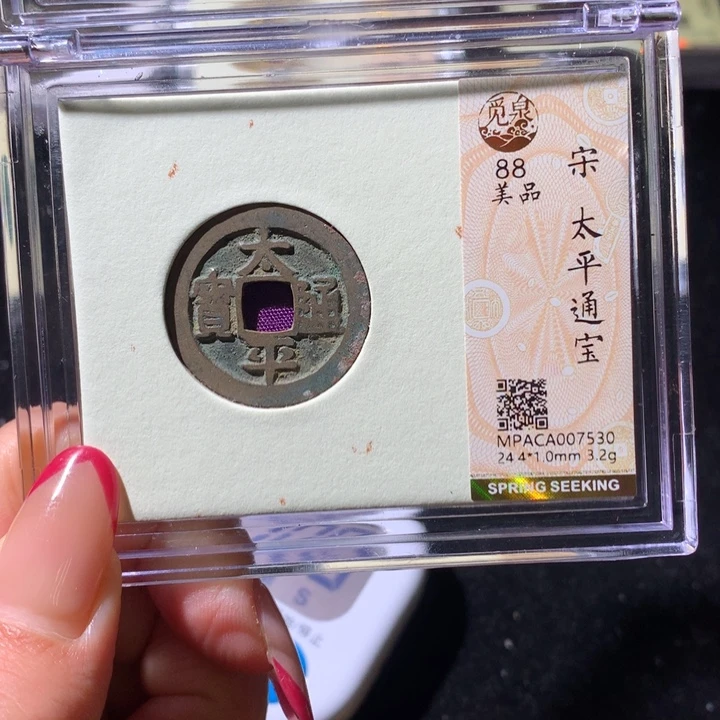 太平通寳
觅泉
88
美品
宋 太平通宝
MPACA007530
24.4*1.0mm 3.2g
SPRING SEEKING
S